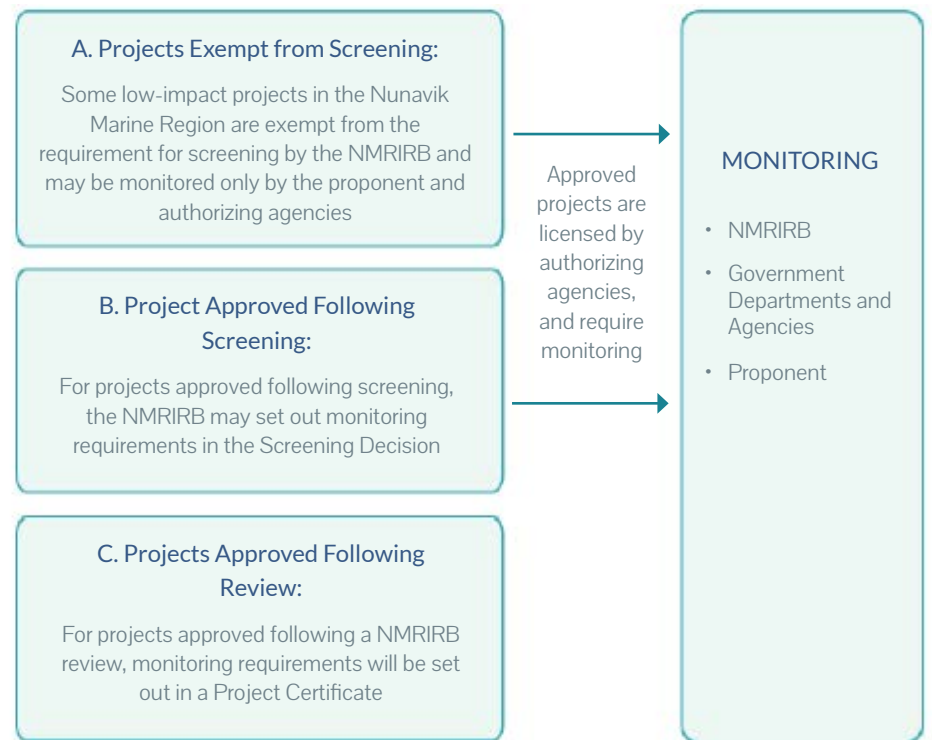 A. Projects Exempt from Screening:
Some low-impact projects in the Nunavik
Marine Region are exempt from the
requirement for screening by the NMRIRB and
may be monitored only by the proponent and
authorizing agencies
B. Project Approved Following
Screening:
For projects approved following screening,
the NMRIRB may set out monitoring
requirements in the Screening Decision
C. Projects Approved Following
Review:
For projects approved following a NMRIRB
review, monitoring requirements will be set
out in a Project Certificate
Approved
projects are
licensed by
authorizing
agencies,
and require
monitoring
MONITORING
• NMRIRB
• Government
Departments and
Agencies
• Proponent